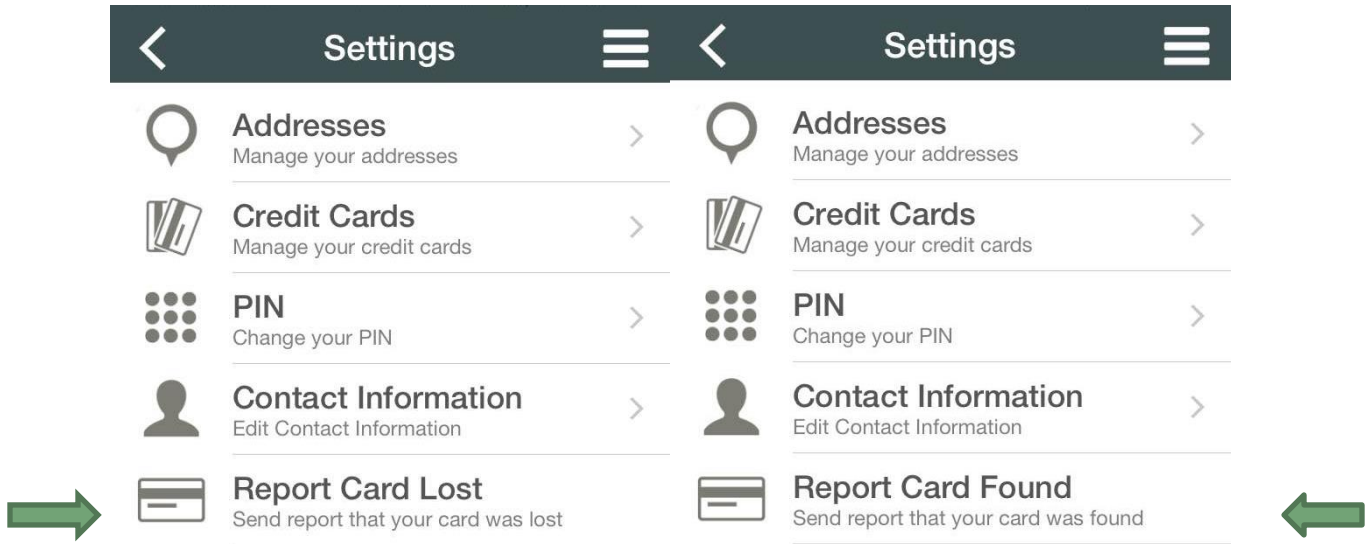 Settings
Addresses
Manage your addresses
Credit Cards
Manage your credit cards
PIN
Change your PIN
Contact Information
Edit Contact Information
Report Card Lost
Send report that your card was lost
Settings
Addresses
Manage your addresses
Credit Cards
Manage your credit cards
PIN
Change your PIN
Contact Information
Edit Contact Information
Report Card Found
Send report that your card was found